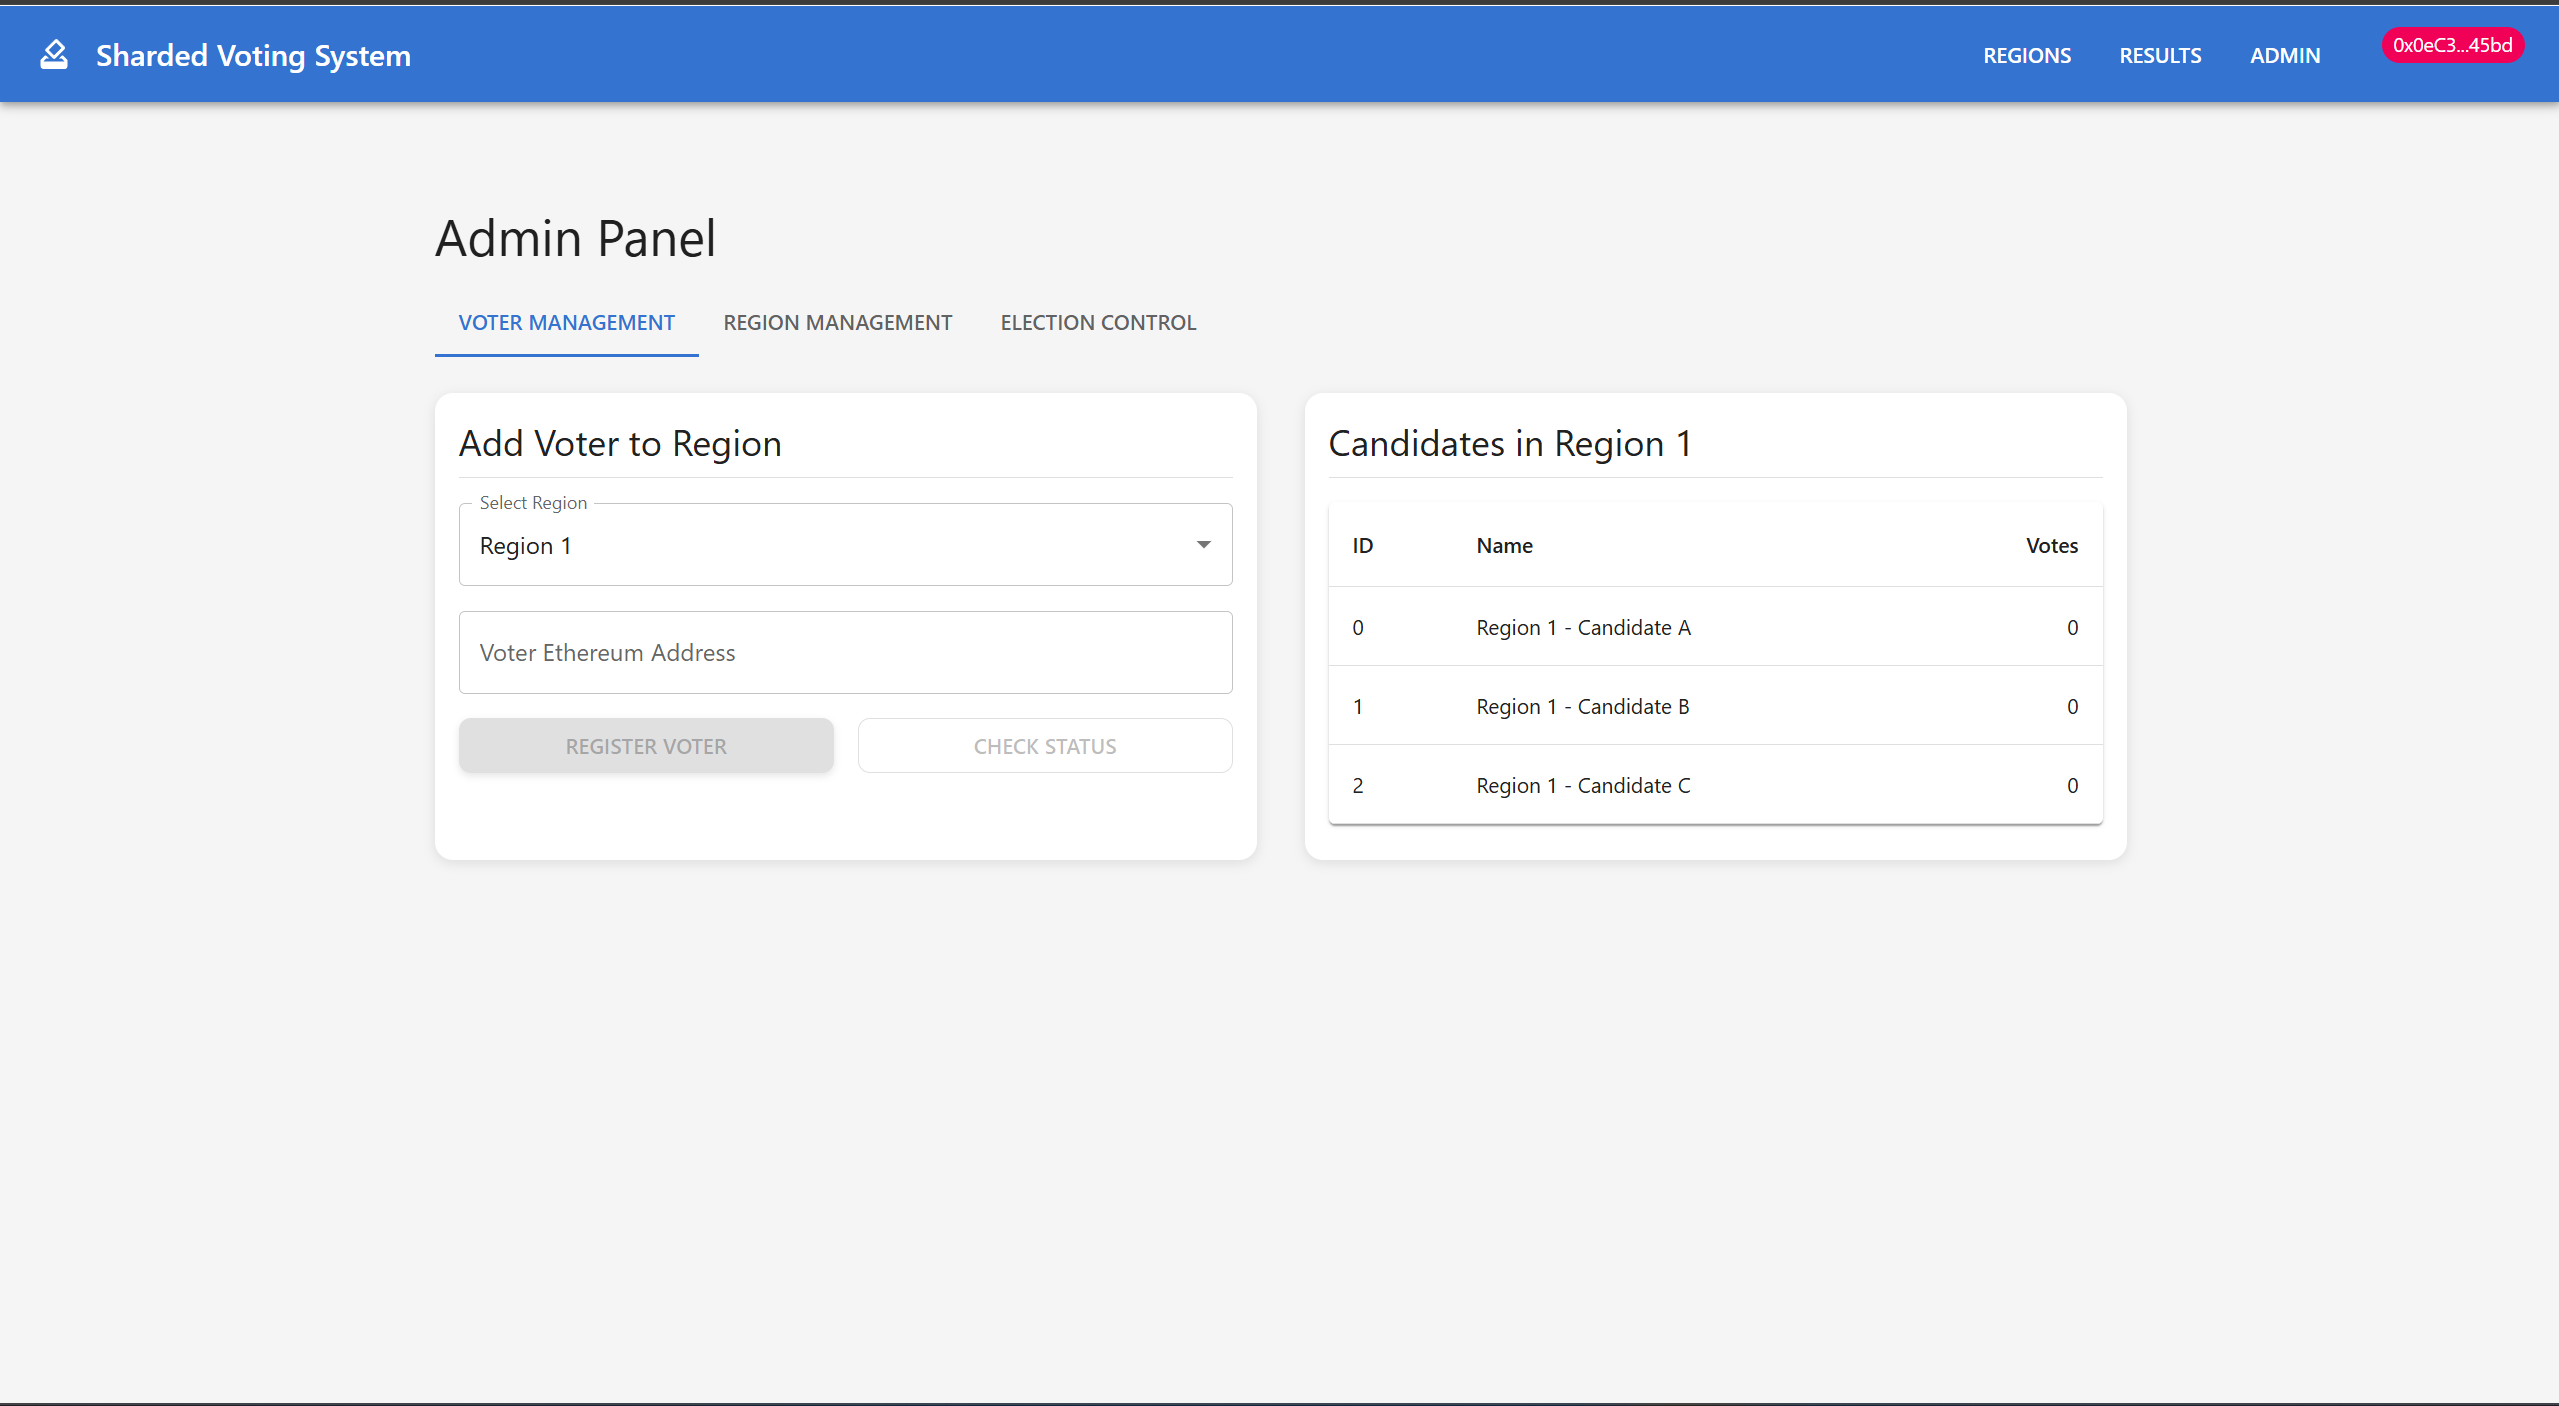 Sharded Voting System
REGIONS
RESULTS
ADMIN
0x0eC3...45bd
Admin Panel
VOTER MANAGEMENT
REGION MANAGEMENT
ELECTION CONTROL
Add Voter to Region
Select Region
Region 1
Voter Ethereum Address
REGISTER VOTER
CHECK STATUS
Candidates in Region 1
ID Name Votes
0 Region 1 - Candidate A 0
1 Region 1 - Candidate B 0
2 Region 1 - Candidate C 0